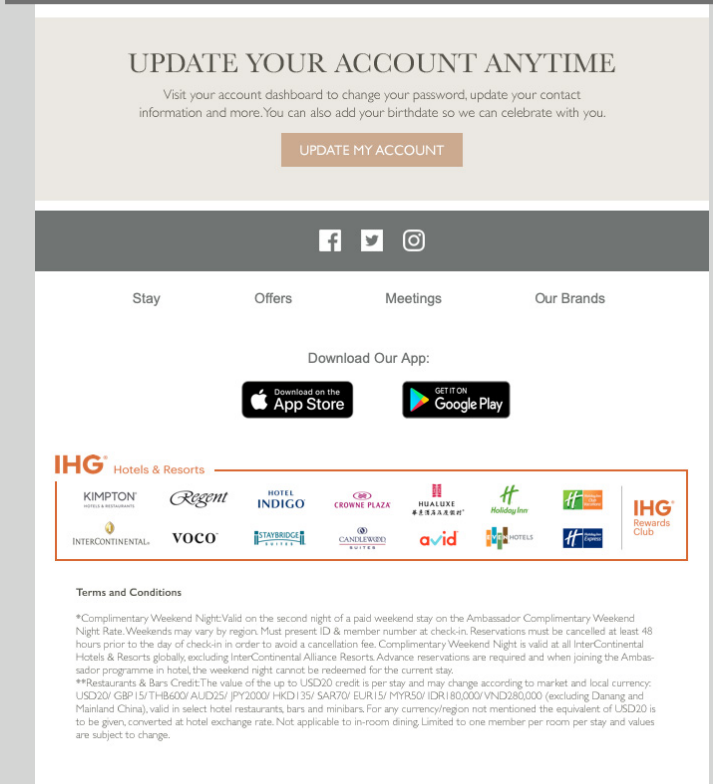 UPDATE YOUR ACCOUNT ANYTIME
Visit your account dashboard to change your password, update your contact
information and more. You can also add your birthdate so we can celebrate with you.
UPDATE MY ACCOUNT
Stay Offers Meetings Our Brands
Download Our App:
Download on the App Store
GET IT ON Google Play
IHG® Hotels & Resorts
KIMPTON® HOTELS & RESTAURANTS Regent HOTEL INDIGO CROWNE PLAZA HUALUXE Holiday Inn
INTERCONTINENTAL. VOCO STAYBRIDGE SUITES CANDLEWOOD SUITES avid EVEN HOTELS Holiday Inn Express
IHG® Rewards Club
Terms and Conditions
*Complimentary Weekend Night: Valid on the second night of a paid weekend stay on the Ambassador Complimentary Weekend
Night Rate. Weekends may vary by region. Must present ID & member number at check-in. Reservations must be cancelled at least 48
hours prior to the day of check-in in order to avoid a cancellation fee. Complimentary Weekend Night is valid at all InterContinental
Hotels & Resorts globally, excluding InterContinental Alliance Resorts. Advance reservations are required and when joining the Ambas-
sador programme in hotel, the weekend night cannot be redeemed for the current stay.
**Restaurants & Bars Credit: The value of the up to USD20 credit is per stay and may change according to market and local currency:
USD20/ GBP15/ THB600/ AUD25/ JPY2000/ HKD135/ SAR70/ EUR15/ MYR50/ IDR180,000/ VND280,000 (excluding Danang and
Mainland China), valid in select hotel restaurants, bars and minibars. For any currency/region not mentioned the equivalent of USD20 is
to be given, converted at hotel exchange rate. Not applicable to in-room dining. Limited to one member per room per stay and values
are subject to change.